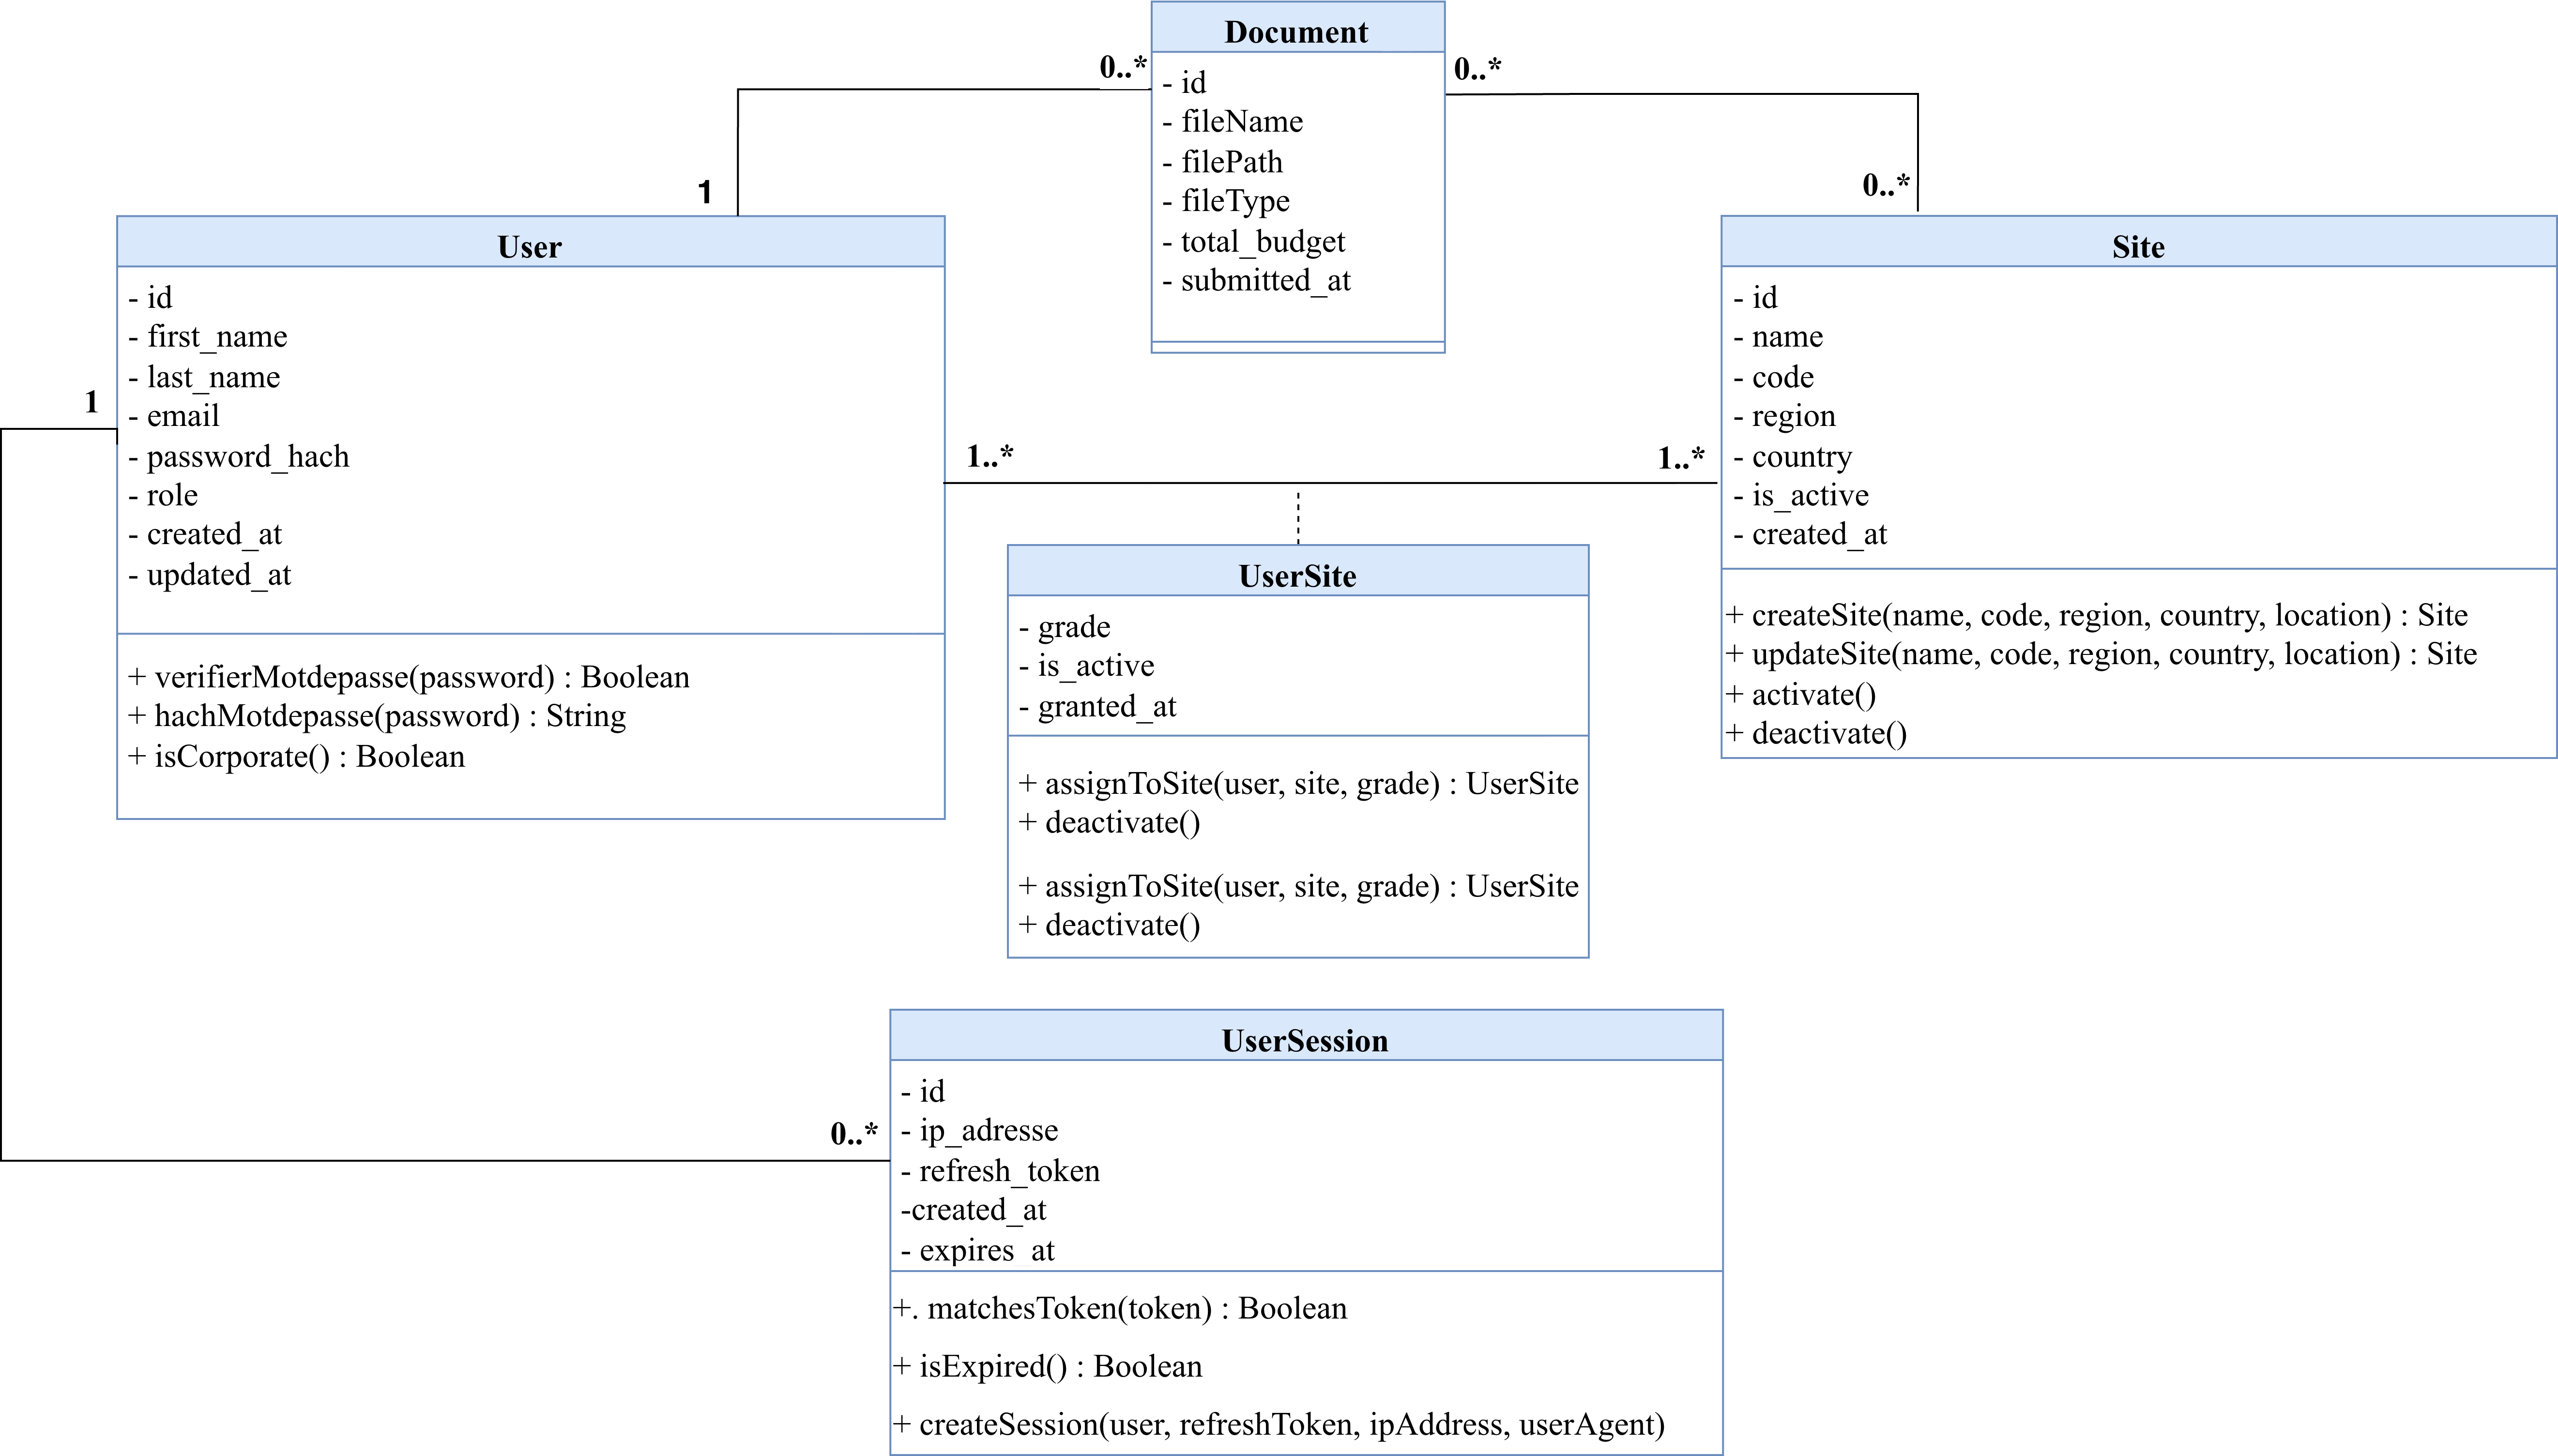 Document
- id
- fileName
- filePath
- fileType
- total_budget
- submitted_at
0..*
1
0..*
0..*
User
- id
- first_name
- last_name
- email
- password_hach
- role
- created_at
- updated_at
+ verifierMotdepasse(password) : Boolean
+ hachMotdepasse(password) : String
+ isCorporate() : Boolean
Site
- id
- name
- code
- region
- country
- is_active
- created_at
+ createSite(name, code, region, country, location) : Site
+ updateSite(name, code, region, country, location) : Site
+ activate()
+ deactivate()
1..*
1..*
UserSite
- grade
- is_active
- granted_at
+ assignToSite(user, site, grade) : UserSite
+ deactivate()
+ assignToSite(user, site, grade) : UserSite
+ deactivate()
1
0..*
UserSession
- id
- ip_adresse
- refresh_token
-created_at
- expires_at
+. matchesToken(token) : Boolean
+ isExpired() : Boolean
+ createSession(user, refreshToken, ipAddress, userAgent)